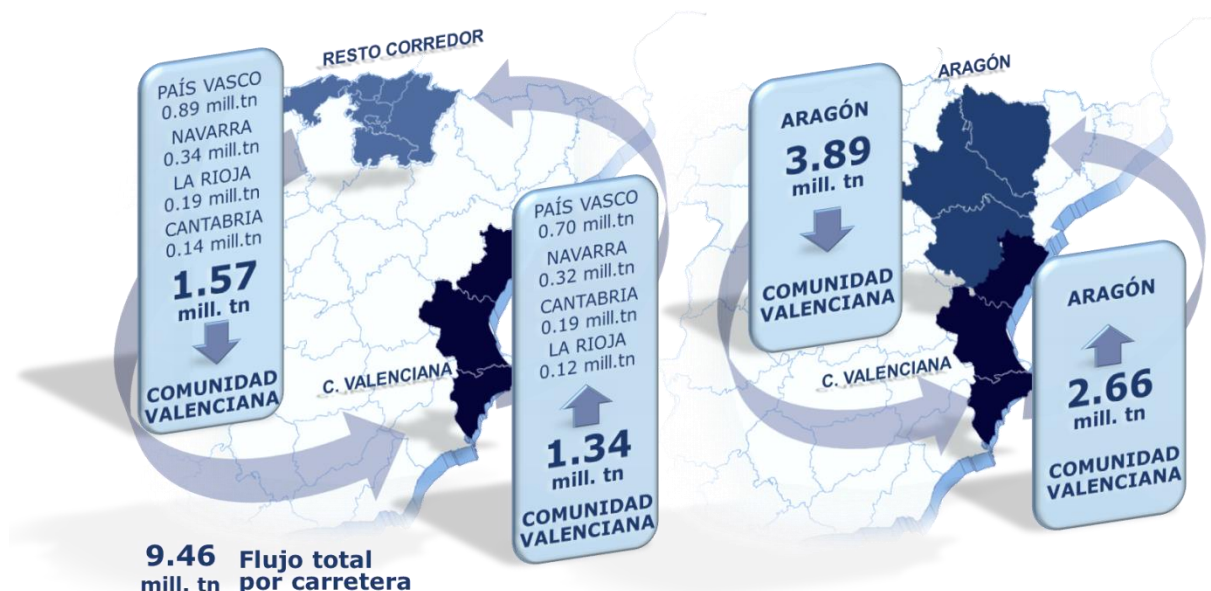 RESTO CORREDOR
PAÍS VASCO
0.89 mill.tn
NAVARRA
0.34 mill.tn
LA RIOJA
0.19 mill.tn
CANTABRIA
0.14 mill.tn
1.57
mill. tn
COMUNIDAD
VALENCIANA
PAÍS VASCO
0.70 mill.tn
NAVARRA
0.32 mill.tn
CANTABRIA
0.19 mill.tn
LA RIOJA
0.12 mill.tn
1.34
mill. tn
COMUNIDAD
VALENCIANA
C. VALENCIANA
9.46
mill. tn
Flujo total
por carretera
ARAGÓN
ARAGÓN
3.89
mill. tn
COMUNIDAD
VALENCIANA
C. VALENCIANA
ARAGÓN
2.66
mill. tn
COMUNIDAD
VALENCIANA